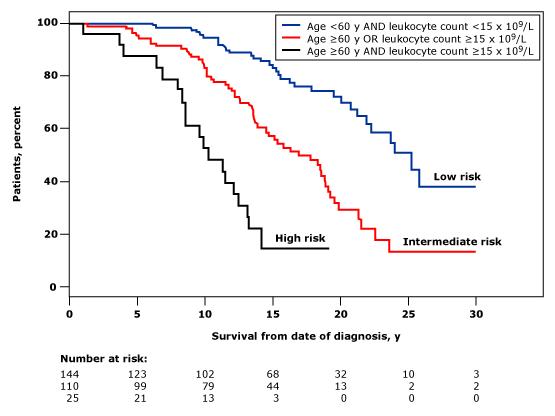 Age <60 y AND leukocyte count <15 x 10⁹/L
Age ≥60 y OR leukocyte count ≥15 x 10⁹/L
Age ≥60 y AND leukocyte count ≥15 x 10⁹/L
Patients, percent
100
80
60
40
20
0
Low risk
High risk
Intermediate risk
0 5 10 15 20 25 30
Survival from date of diagnosis, y
Number at risk:
144 123 102 68 32 10 3
110 99 79 44 13 2 2
25 21 13 3 0 0 0